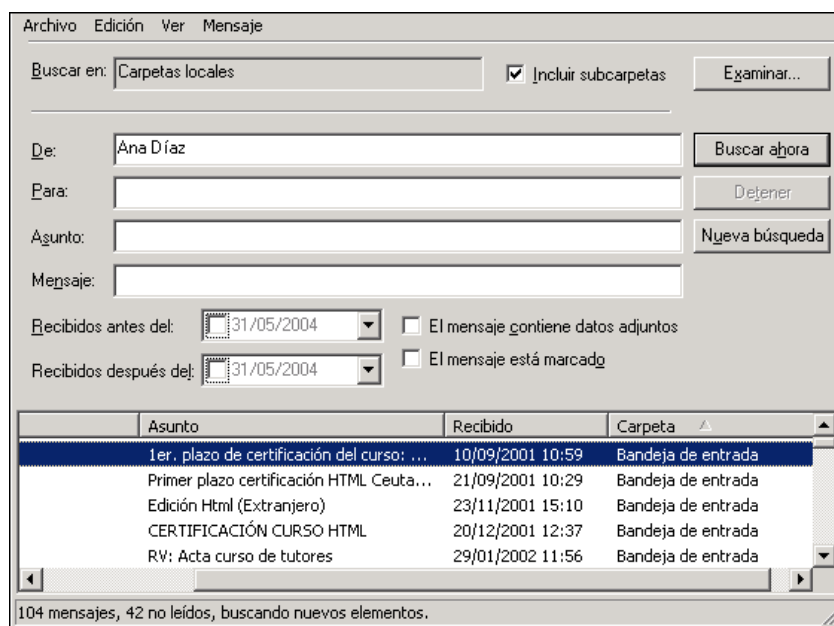 Archivo Edición Ver Mensaje
Buscar en: Carpetas locales Incluir subcarpetas Examinar...
De: Ana Díaz Buscar ahora
Para: Detener
Asunto: Nueva búsqueda
Mensaje:
Recibidos antes del: 31/05/2004 El mensaje contiene datos adjuntos
Recibidos después del: 31/05/2004 El mensaje está marcado
Asunto Recibido Carpeta
1er. plazo de certificación del curso: ... 10/09/2001 10:59 Bandeja de entrada
Primer plazo certificación HTML Ceuta... 21/09/2001 10:29 Bandeja de entrada
Edición Html (Extranjero) 23/11/2001 15:10 Bandeja de entrada
CERTIFICACIÓN CURSO HTML 20/12/2001 12:37 Bandeja de entrada
RV: Acta curso de tutores 29/01/2002 11:56 Bandeja de entrada
104 mensajes, 42 no leídos, buscando nuevos elementos.